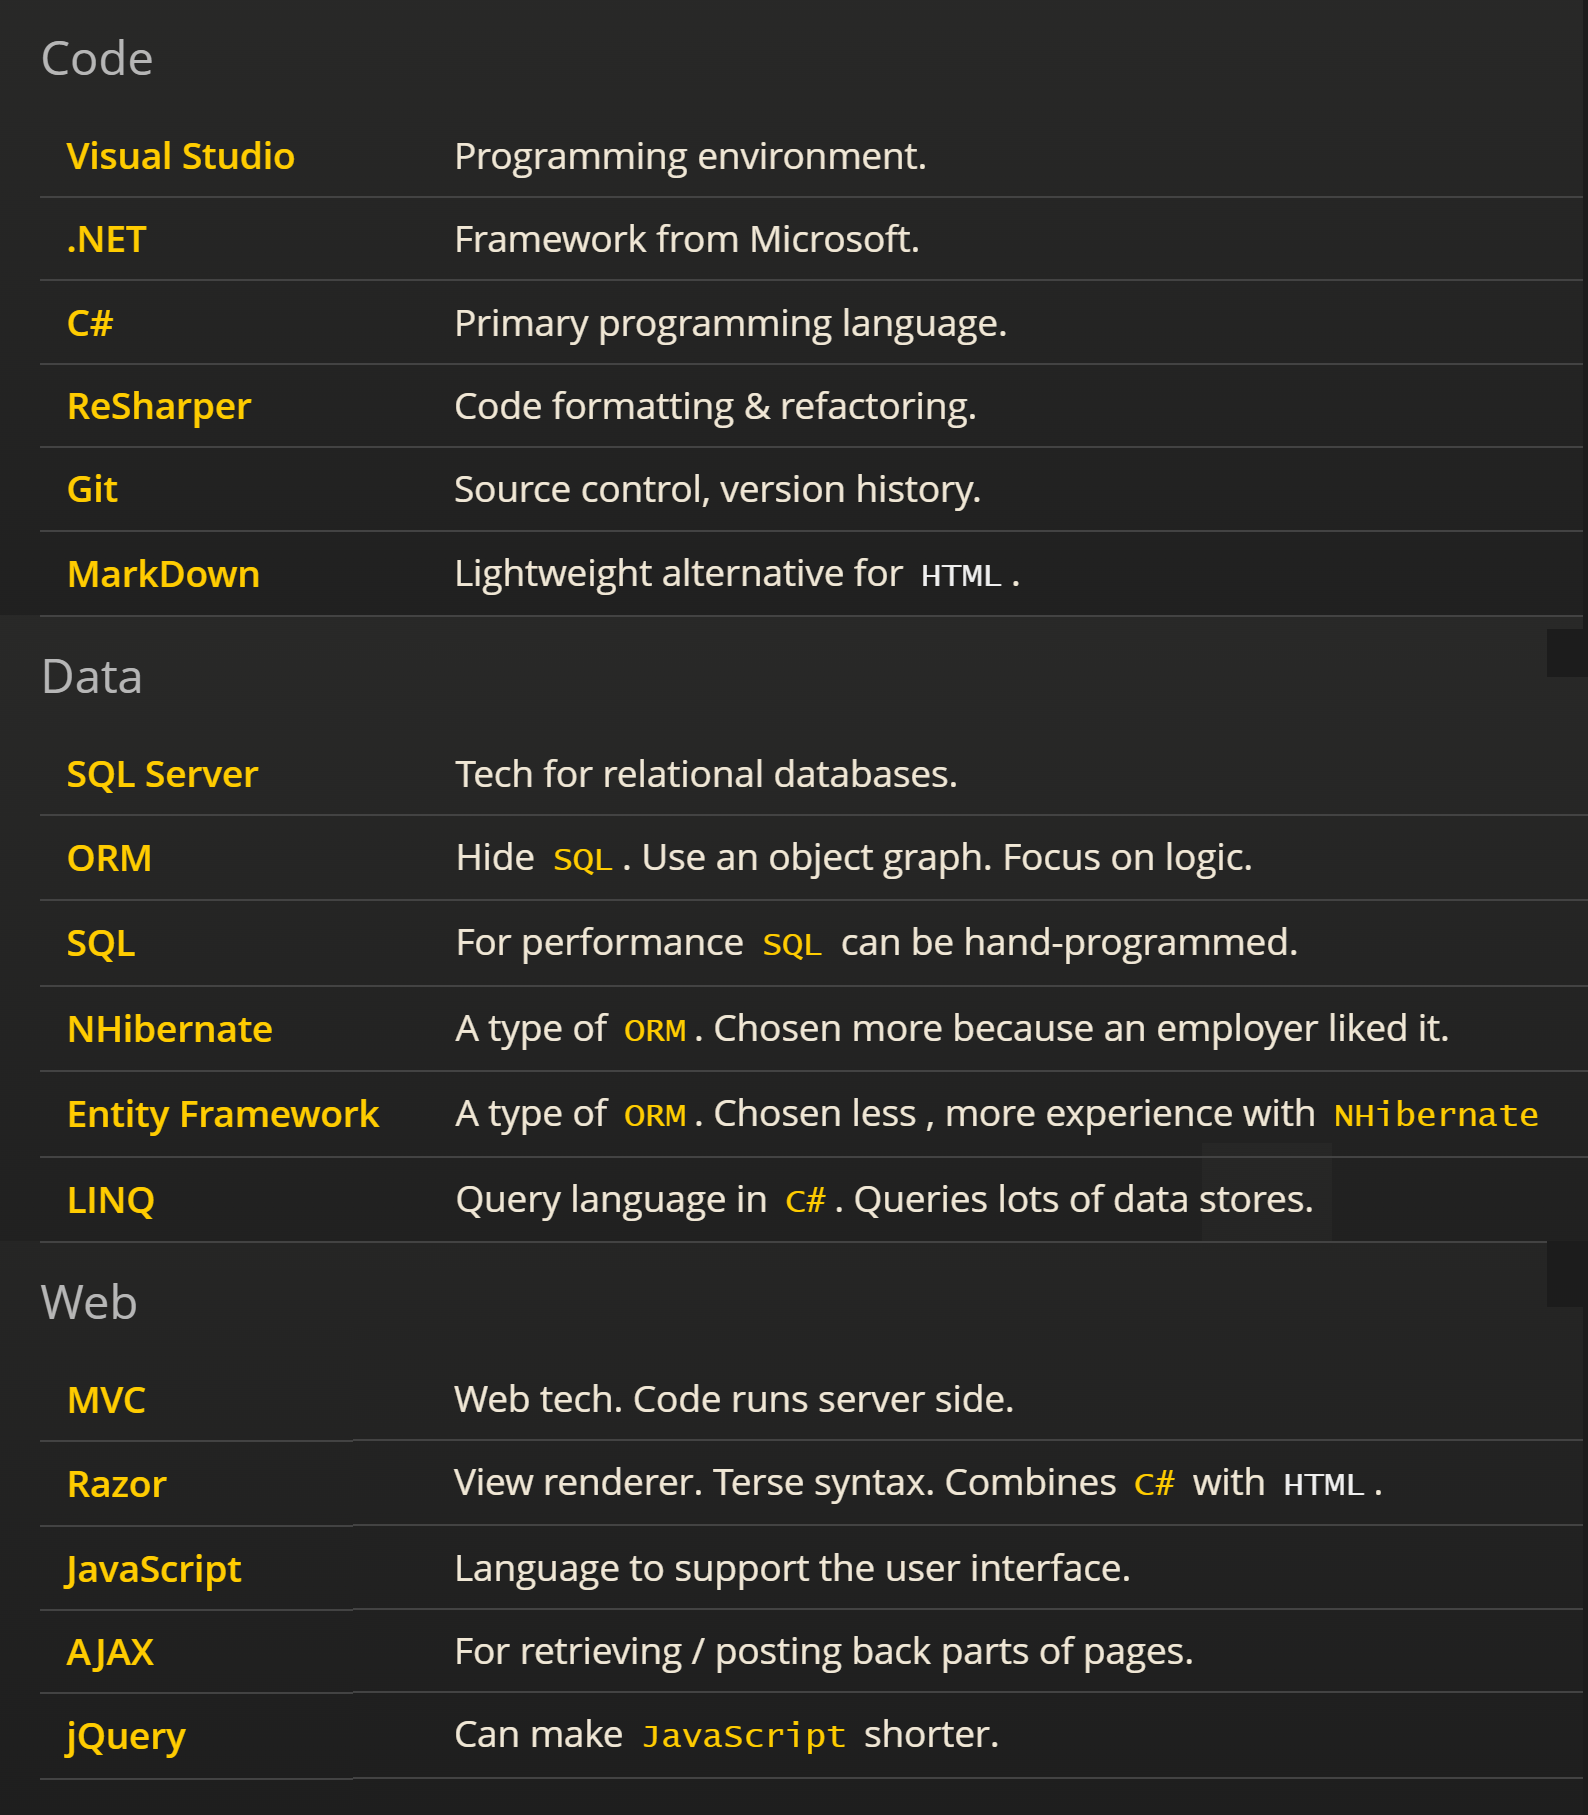 Code
Visual Studio Programming environment.
.NET Framework from Microsoft.
C# Primary programming language.
ReSharper Code formatting & refactoring.
Git Source control, version history.
MarkDown Lightweight alternative for HTML .
Data
SQL Server Tech for relational databases.
ORM Hide SQL . Use an object graph. Focus on logic.
SQL For performance SQL can be hand-programmed.
NHibernate A type of ORM . Chosen more because an employer liked it.
Entity Framework A type of ORM . Chosen less , more experience with NHibernate
LINQ Query language in C# . Queries lots of data stores.
Web
MVC Web tech. Code runs server side.
Razor View renderer. Terse syntax. Combines C# with HTML .
JavaScript Language to support the user interface.
AJAX For retrieving / posting back parts of pages.
jQuery Can make JavaScript shorter.